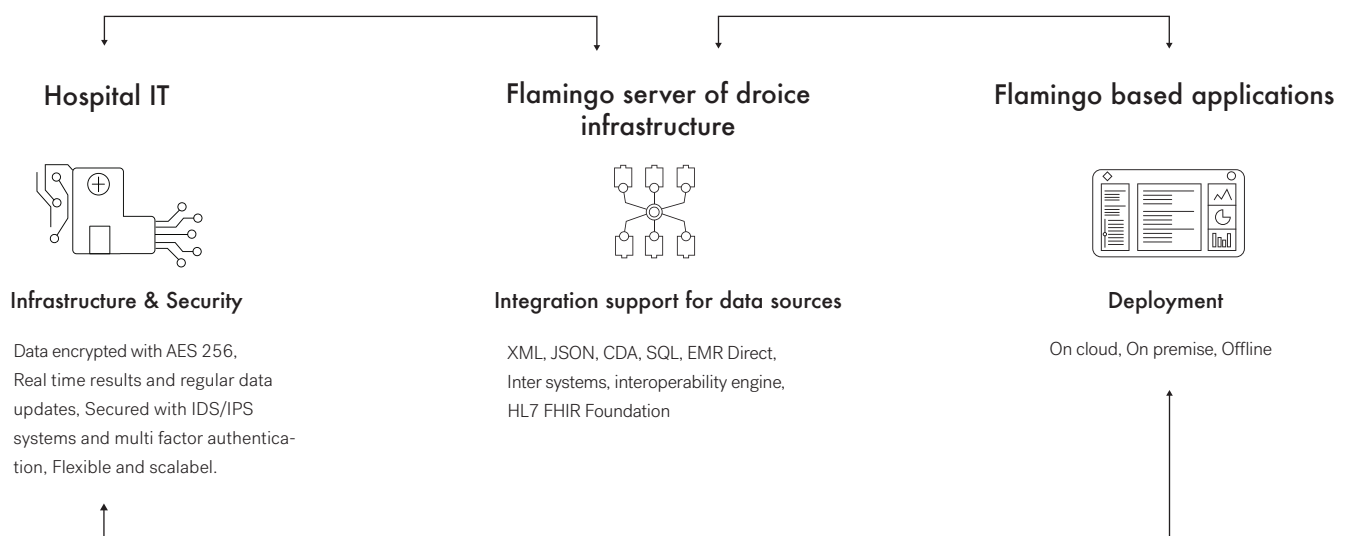 Hospital IT
Flamingo server of droice
infrastructure
Flamingo based applications
Infrastructure & Security
Data encrypted with AES 256,
Real time results and regular data
updates, Secured with IDS/IPS
systems and multi factor authentica-
tion, Flexible and scalabel.
Integration support for data sources
XML, JSON, CDA, SQL, EMR Direct,
Inter systems, interoperability engine,
HL7 FHIR Foundation
Deployment
On cloud, On premise, Offline